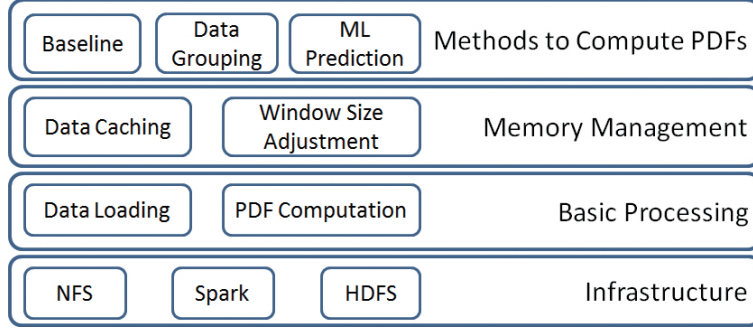 Baseline
Data
Grouping
ML
Prediction
Methods to Compute PDFs
Data Caching
Window Size
Adjustment
Memory Management
Data Loading
PDF Computation
Basic Processing
NFS
Spark
HDFS
Infrastructure